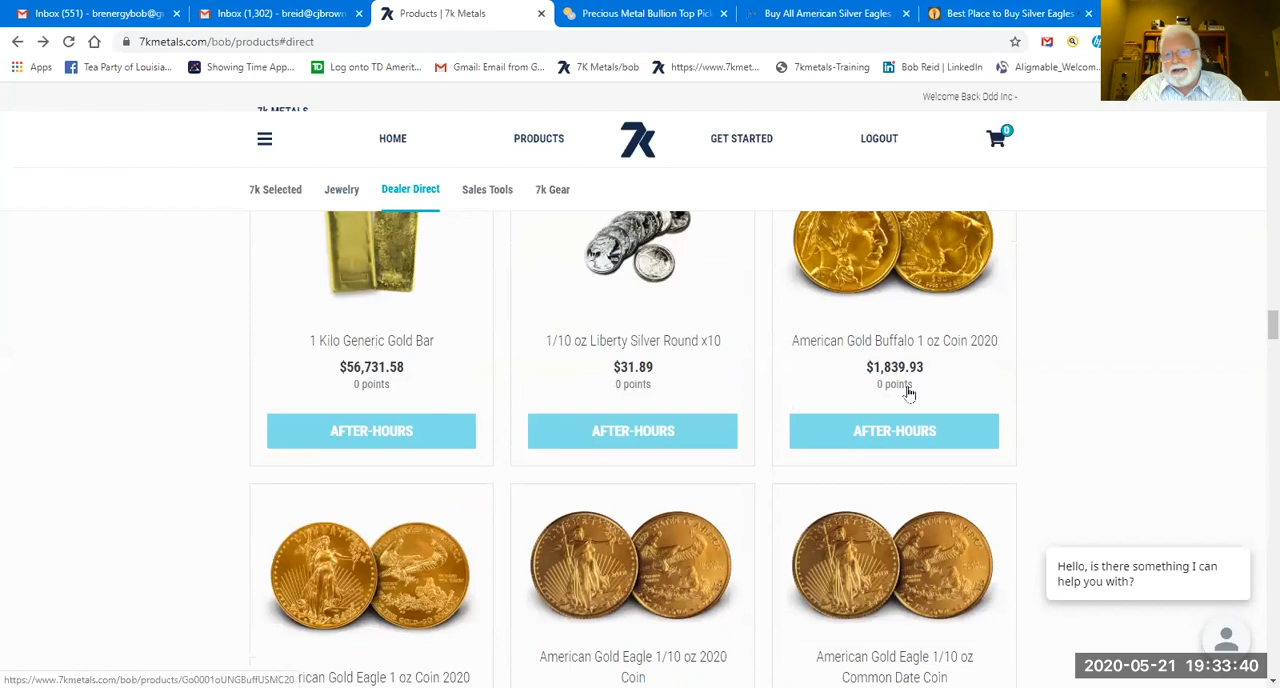 Inbox (551) - brenergybob@g
Inbox (1,302) - breid@cjbrown
Products | 7k Metals
Precious Metal Bullion Top Pic
Buy All American Silver Eagles
Best Place to Buy Silver Eagles
7kmetals.com/bob/products#direct
Apps
Tea Party of Louisia...
Showing Time App...
Log onto TD Amerit...
Gmail: Email from G...
7K Metals/bob
https://www.7kmet...
7kmetals-Training
Bob Reid | LinkedIn
Alignable_Welcom...
Welcome Back Ddd Inc -
7k METALS
HOME
PRODUCTS
7k
GET STARTED
LOGOUT
0
7k Selected
Jewelry
Dealer Direct
Sales Tools
7k Gear
1 Kilo Generic Gold Bar
$56,731.58
0 points
AFTER-HOURS
1/10 oz Liberty Silver Round x10
$31.89
0 points
AFTER-HOURS
American Gold Buffalo 1 oz Coin 2020
$1,839.93
0 points
AFTER-HOURS
rican Gold Eagle 1 oz Coin 2020
American Gold Eagle 1/10 oz 2020
Coin
American Gold Eagle 1/10 oz
Common Date Coin
Hello, is there something I can
help you with?
https://www.7kmetals.com/bob/products/Go0001oUNGBuffUSMC20
2020-05-21 19:33:40